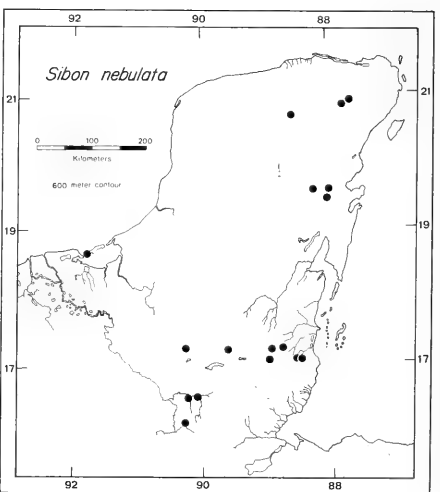 92 90 88
Sibon nebulata
21 21
0 100 200
Kilometers
600 meter contour
19 19
17 17
92 90 88